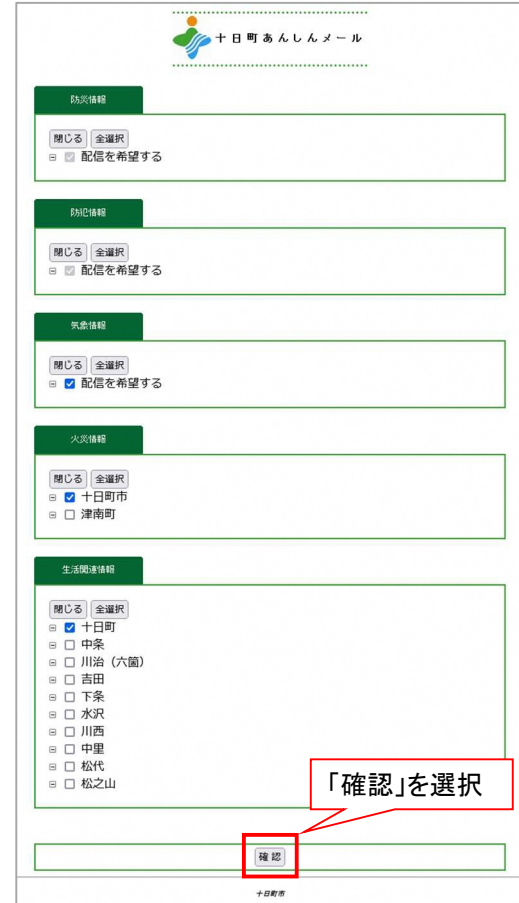 十日町あんしんメール
防災情報
閉じる 全選択
配信を希望する
防犯情報
閉じる 全選択
配信を希望する
気象情報
閉じる 全選択
配信を希望する
火災情報
閉じる 全選択
十日町市
津南町
生活関連情報
閉じる 全選択
十日町
中条
川治（六箇）
吉田
下条
水沢
川西
中里
松代
松之山
「確認」を選択
確認
十日町市